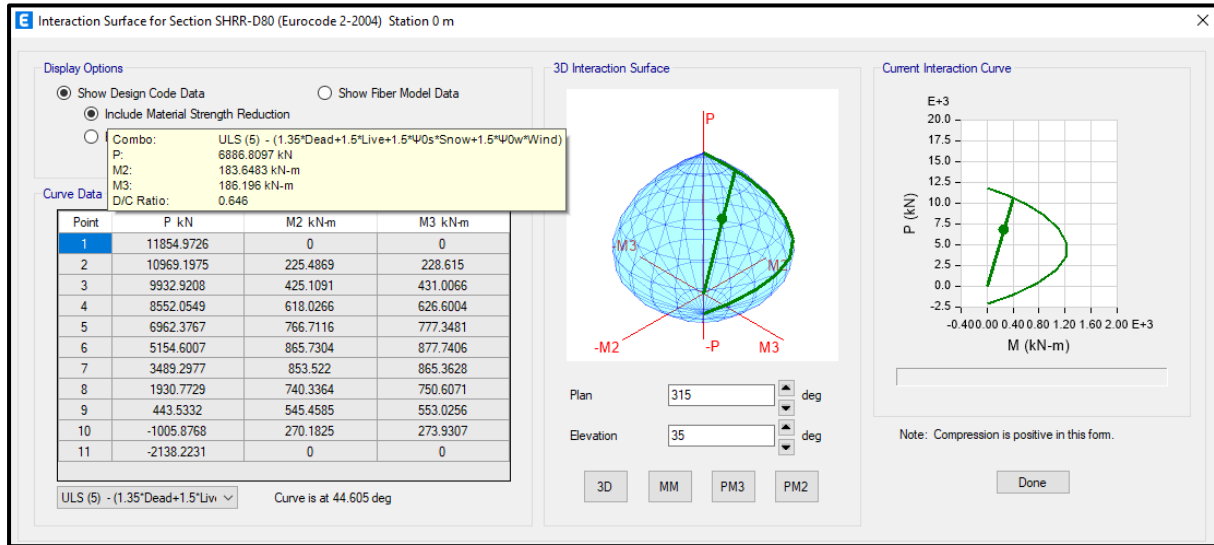 E Interaction Surface for Section SHRR-D80 (Eurocode 2-2004) Station 0 m
Display Options
Show Design Code Data
Show Fiber Model Data
Include Material Strength Reduction
Combo: ULS (5) - (1.35*Dead+1.5*Live+1.5*Ψ0s*Snow+1.5*Ψ0w*Wind)
P: 6886.8097 kN
M2: 183.6483 kN-m
M3: 186.196 kN-m
D/C Ratio: 0.646
Curve Data
Point P kN M2 kN-m M3 kN-m
1 11854.9726 0 0
2 10969.1975 225.4869 228.615
3 9932.9208 425.1091 431.0066
4 8552.0549 618.0266 626.6004
5 6962.3767 766.7116 777.3481
6 5154.6007 865.7304 877.7406
7 3489.2977 853.522 865.3628
8 1930.7729 740.3364 750.6071
9 443.5332 545.4585 553.0256
10 -1005.8768 270.1825 273.9307
11 -2138.2231 0 0
ULS (5) - (1.35*Dead+1.5*Liv
Curve is at 44.605 deg
3D Interaction Surface
P
-M3
M2
-M2
-P
M3
Plan 315 deg
Elevation 35 deg
3D MM PM3 PM2
Current Interaction Curve
E+3
20.0
17.5
15.0
12.5
10.0
7.5
5.0
2.5
0.0
-2.5
P (kN)
-0.400.00 0.40 0.80 1.20 1.60 2.00 E+3
M (kN-m)
Note: Compression is positive in this form.
Done